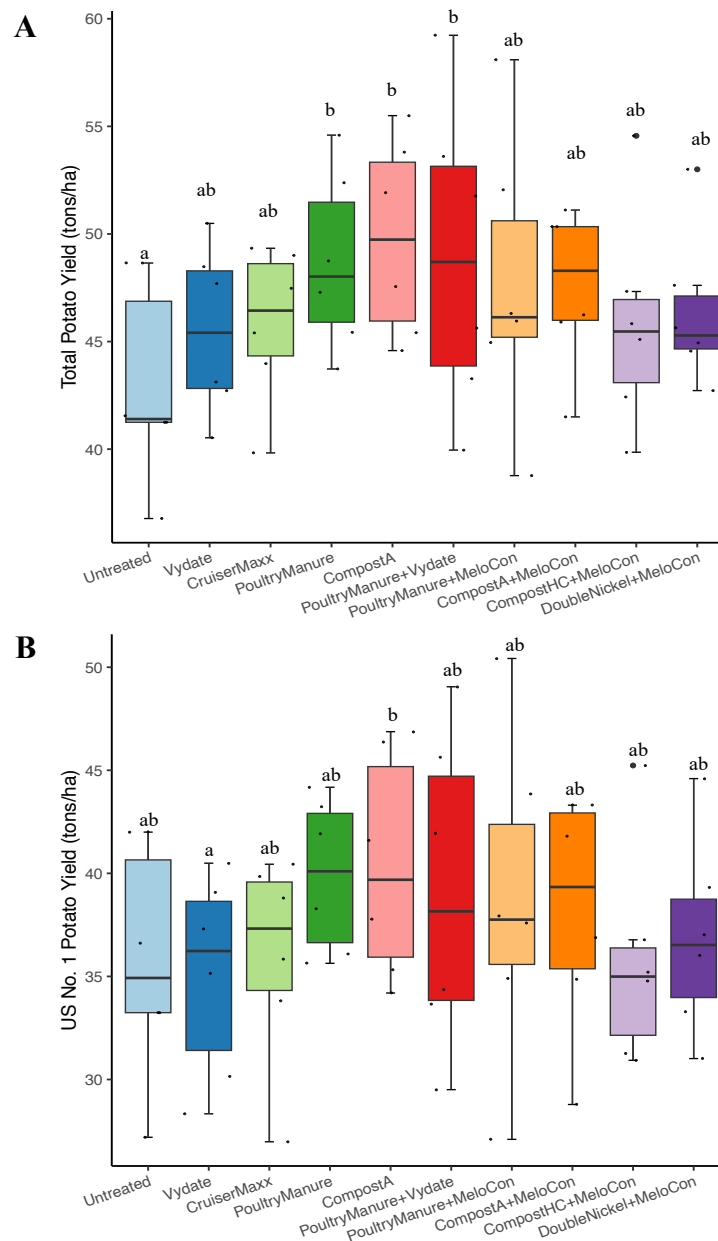 A
Total Potato Yield (tons/ha)
60
55
50
45
40
a
ab
ab
b
b
b
ab
ab
ab
ab
Untreated
Vydate
CruiserMaxx
PoultryManure
CompostA
PoultryManure+Vydate
PoultryManure+MeloCon
CompostA+MeloCon
CompostHC+MeloCon
DoubleNickel+MeloCon
B
US No. 1 Potato Yield (tons/ha)
50
45
40
35
30
ab
a
ab
ab
b
ab
ab
ab
ab
ab
Untreated
Vydate
CruiserMaxx
PoultryManure
CompostA
PoultryManure+Vydate
PoultryManure+MeloCon
CompostA+MeloCon
CompostHC+MeloCon
DoubleNickel+MeloCon